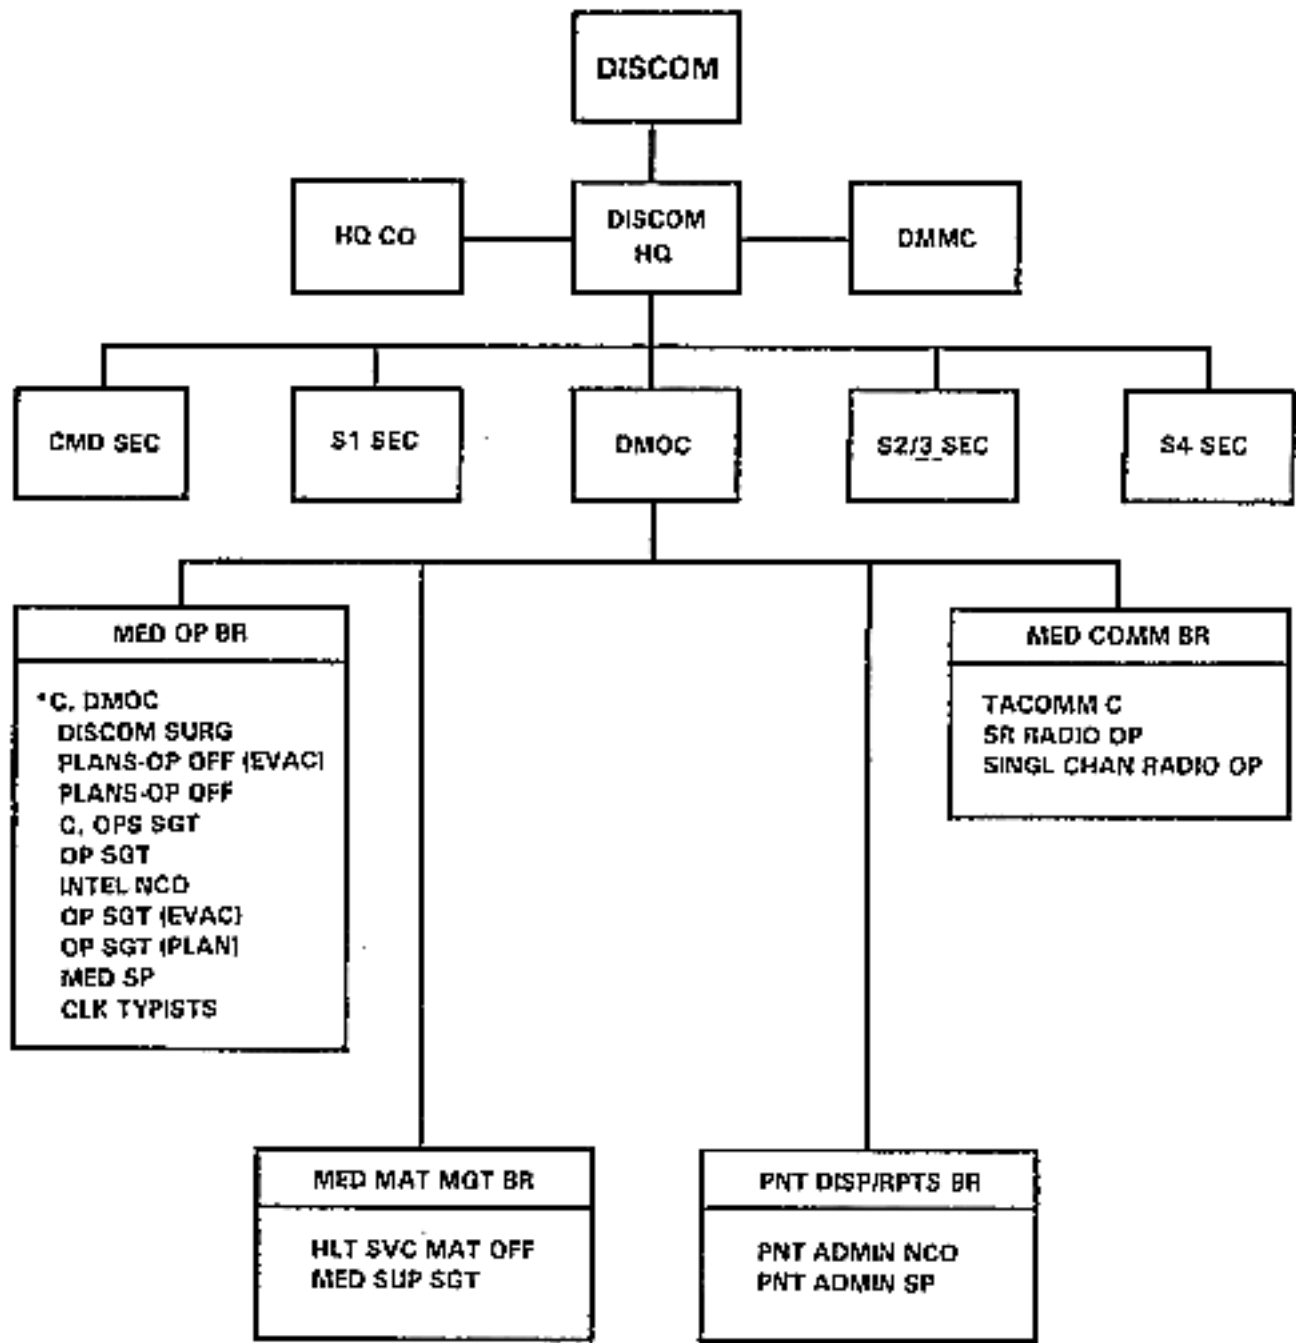 DISCOM
HQ CO
DISCOM
HQ
DMMC
CMD SEC
S1 SEC
DMOC
S2/3 SEC
S4 SEC
MED OP BR
*C, DMOC
DISCOM SURG
PLANS-OP OFF (EVAC)
PLANS-OP OFF
C, OPS SGT
OP SGT
INTEL NCO
OP SGT (EVAC)
OP SGT (PLAN)
MED SP
CLK TYPISTS
MED COMM BR
TACOMM C
SR RADIO OP
SINGL CHAN RADIO OP
MED MAT MGT BR
HLT SVC MAT OFF
MED SUP SGT
PNT DISP/RPTS BR
PNT ADMIN NCO
PNT ADMIN SP